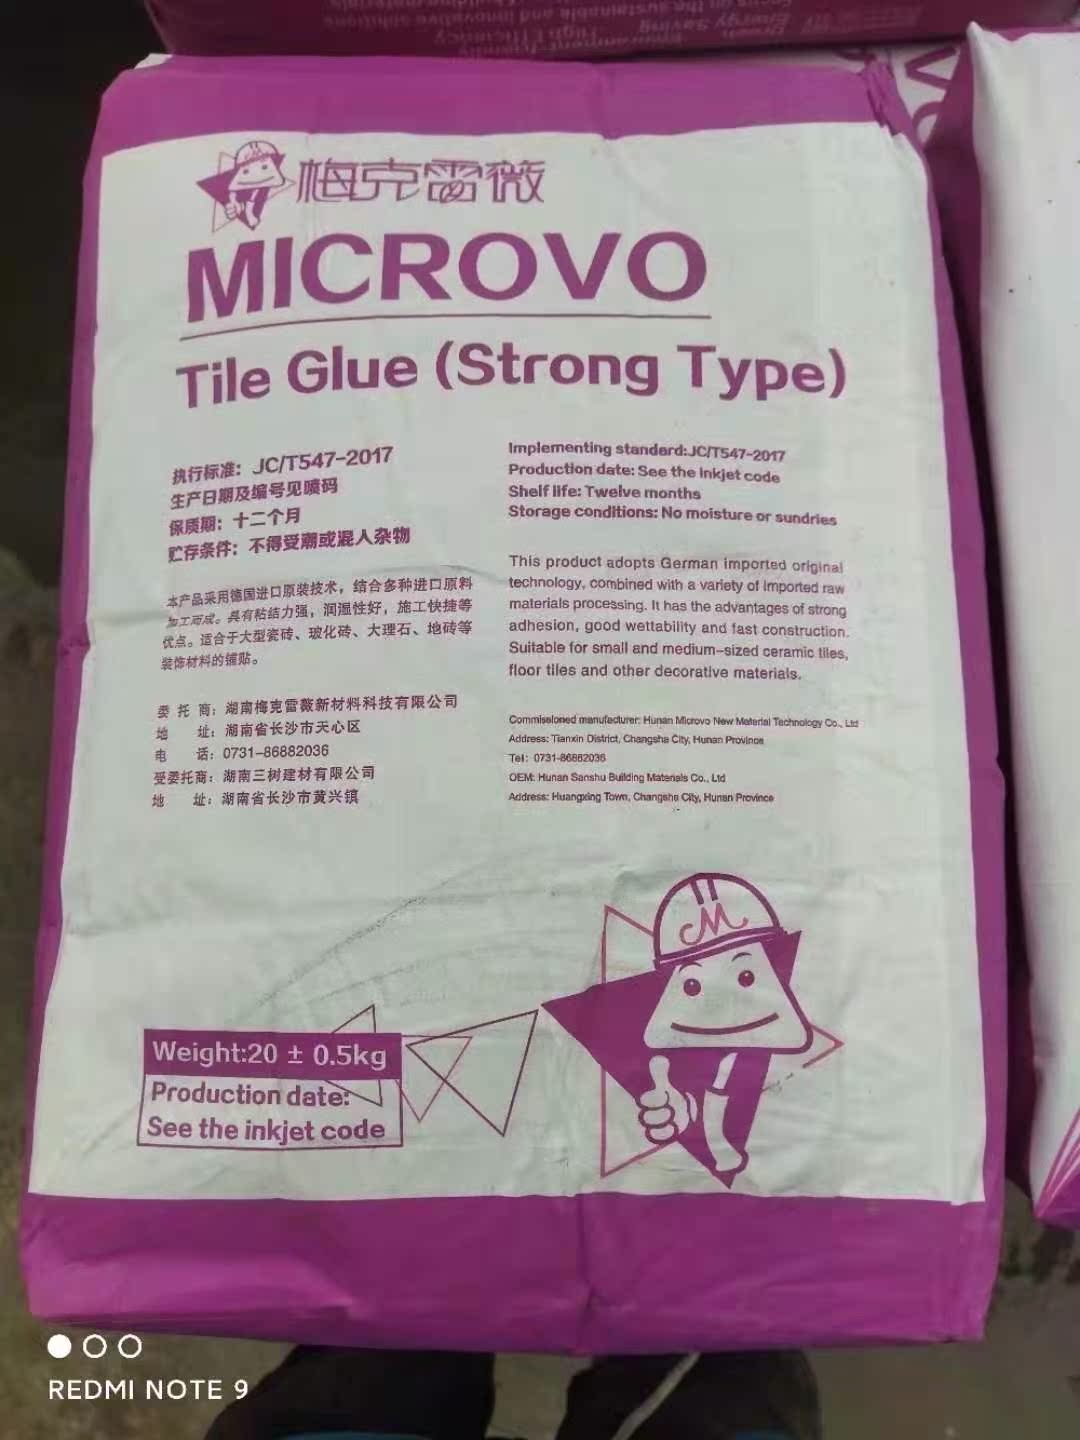 梅克雷薇
MICROVO
Tile Glue (Strong Type)
执行标准：JC/T547-2017
生产日期及编号见喷码
保质期：十二个月
贮存条件：不得受潮或混入杂物
本产品采用德国进口原装技术，结合多种进口原料
加工而成。具有粘结力强，润湿性好，施工快捷等
优点。适合于大型瓷砖、玻化砖、大理石、地砖等
装饰材料的铺贴。
委 托 商：湖南梅克雷薇新材料科技有限公司
地 址：湖南省长沙市天心区
电 话：0731-86882036
受委托商：湖南三树建材有限公司
地 址：湖南省长沙市黄兴镇
Implementing standerd:JC/T547-2017
Production date: See the inkjet code
Shelf life: Twelve months
Storage conditions: No moisture or sundries
This product adopts German imported original
technology, combined with a variety of imported raw
materials processing. It has the advantages of strong
adhesion, good wettability and fast construction.
Suitable for small and medium-sized ceramic tiles,
floor tiles and other decorative materials.
Commissioned manufacturer: Hunan Microvo New Material Technology Co., Ltd
Address: Tianxin District, Changsha City, Hunan Province
Tel: 0731-86882036
OEM: Hunan Sanshu Building Materials Co., Ltd
Address: Huangxing Town, Changsha City, Hunan Province
M
Weight:20 ± 0.5kg
Production date:
See the inkjet code
REDMI NOTE 9